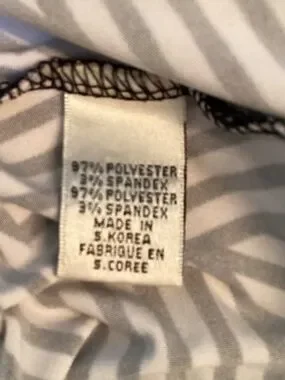 97% POLYESTER
3% SPANDEX
97% POLYESTER
3% SPANDEX
MADE IN
S.KOREA
FABRIQUE EN
S.COREE